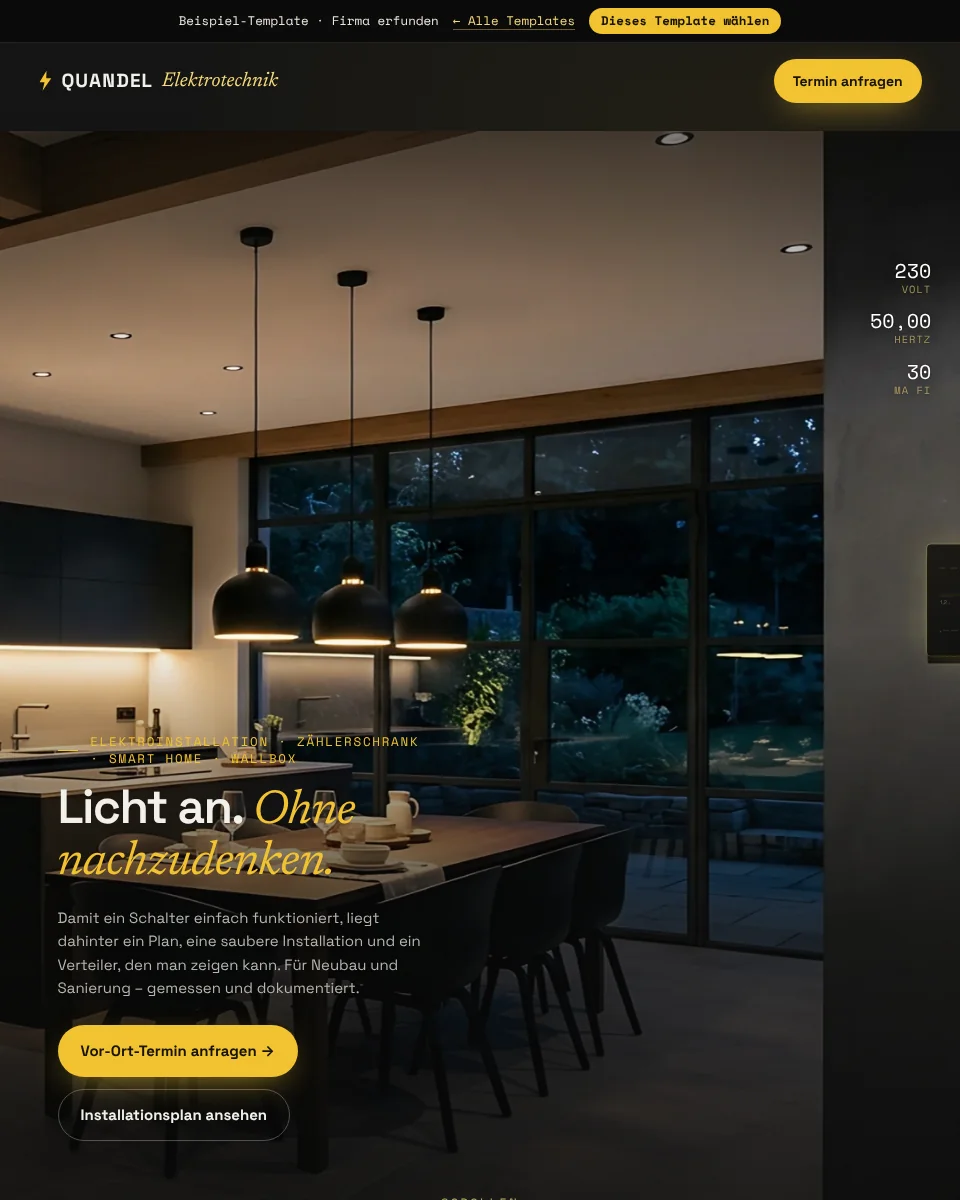 Beispiel-Template · Firma erfunden ← Alle Templates Dieses Template wählen
QUANDEL Elektrotechnik
Termin anfragen
230
VOLT
50,00
HERTZ
30
MA FI
ELEKTROINSTALLATION · ZÄHLERSCHRANK
· SMART HOME · WALLBOX
Licht an. Ohne
nachzudenken.
Damit ein Schalter einfach funktioniert, liegt
dahinter ein Plan, eine saubere Installation und ein
Verteiler, den man zeigen kann. Für Neubau und
Sanierung – gemessen und dokumentiert.
Vor-Ort-Termin anfragen →
Installationsplan ansehen